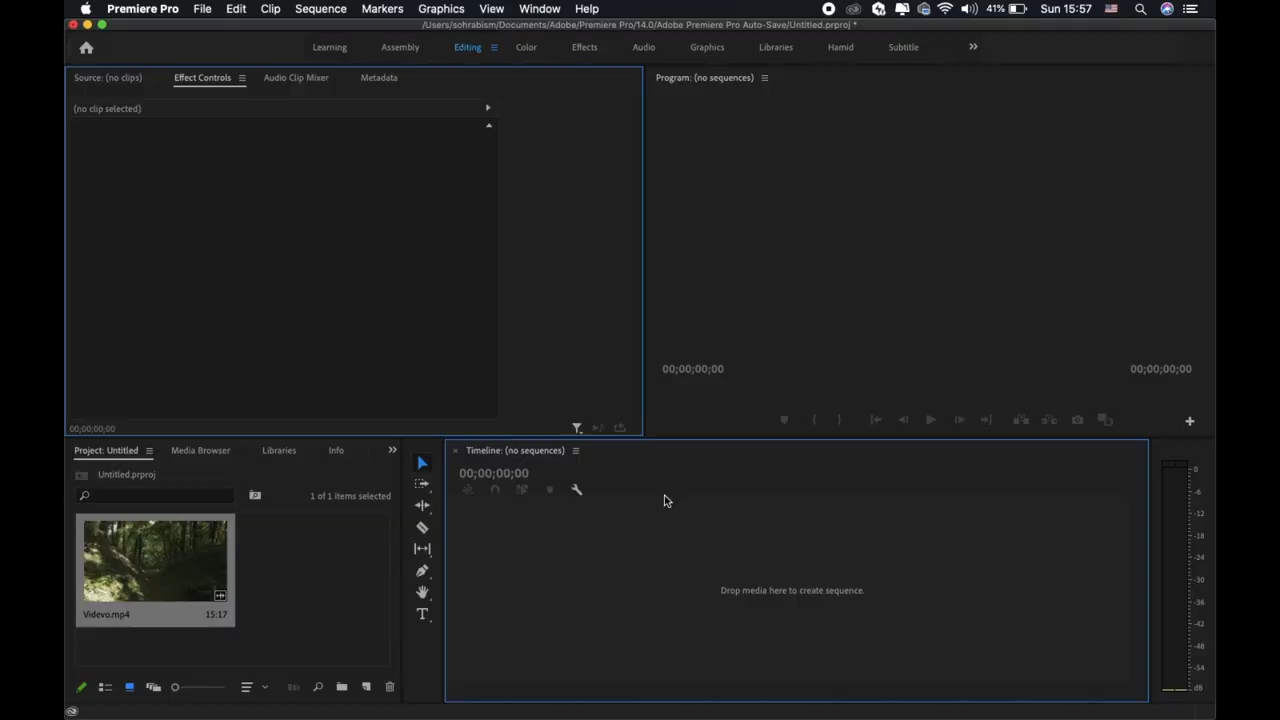 Premiere Pro File Edit Clip Sequence Markers Graphics View Window Help 41% Sun 15:57
/Users/sohrabism/Documents/Adobe/Premiere Pro/14.0/Adobe Premiere Pro Auto-Save/Untitled.prproj *
Learning Assembly Editing Color Effects Audio Graphics Libraries Hamid Subtitle
Source: (no clips) Effect Controls Audio Clip Mixer Metadata
(no clip selected)
00;00;00;00
Program: (no sequences)
00;00;00;00 00;00;00;00
Project: Untitled Media Browser Libraries Info
Untitled.prproj
1 of 1 items selected
Videvo.mp4 15:17
Timeline: (no sequences)
00;00;00;00
Drop media here to create sequence.
0
-6
-12
-18
-24
-30
-36
-42
-48
-54
dB